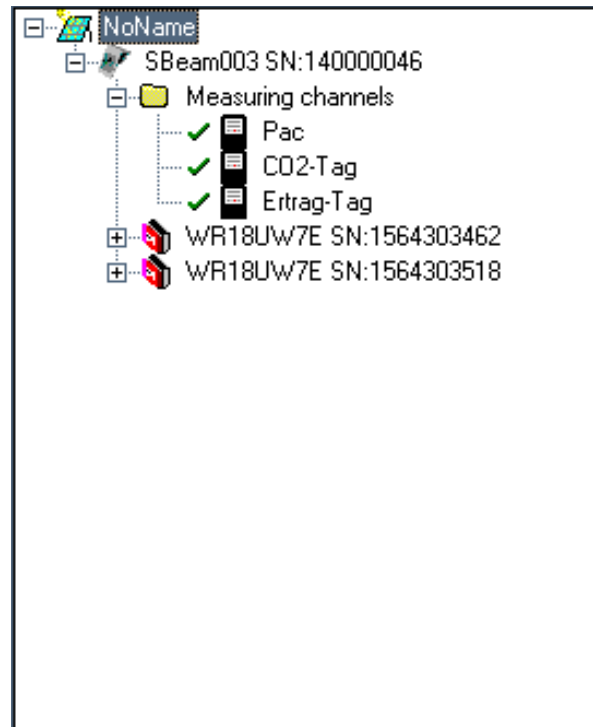 NoName
SBeam003 SN:140000046
Measuring channels
Pac
CO2-Tag
Ertrag-Tag
WR18UW7E SN:1564303462
WR18UW7E SN:1564303518